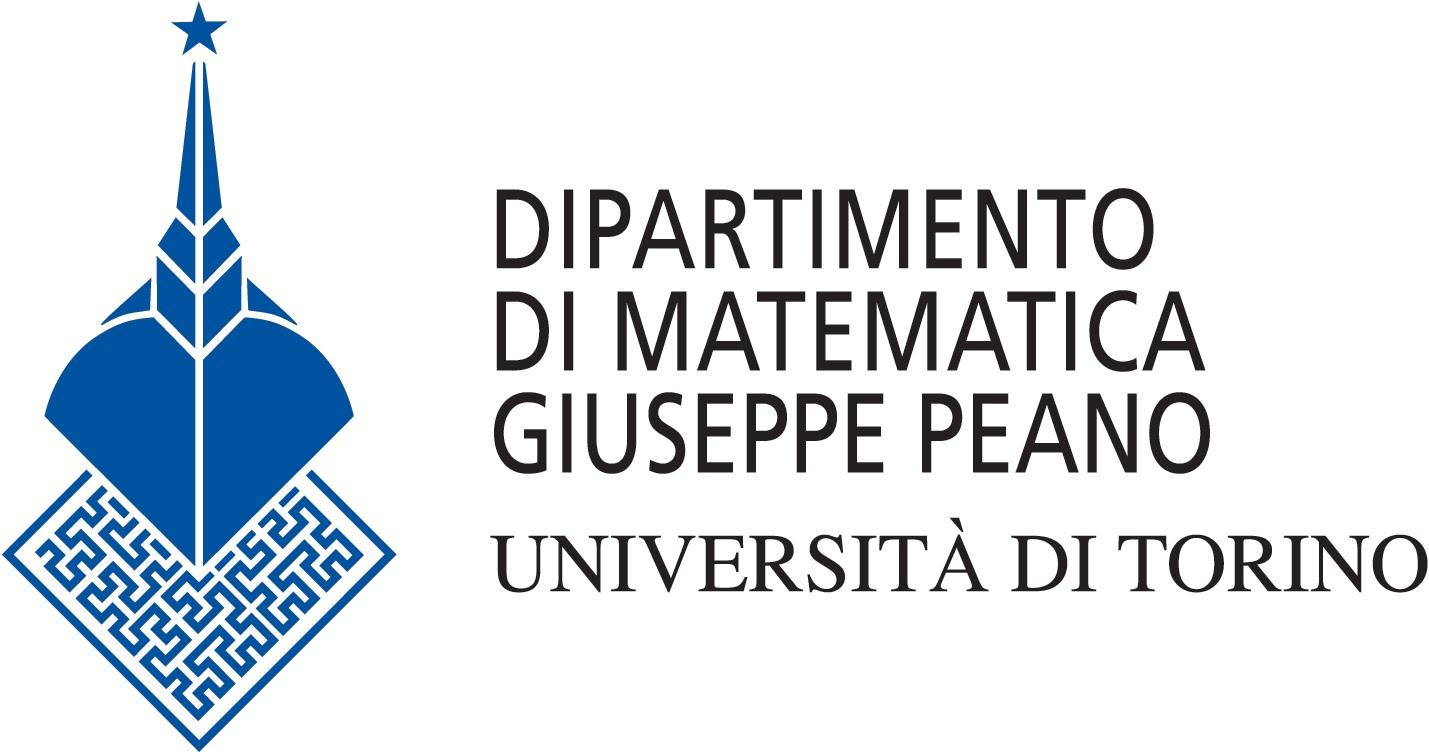 DIPARTIMENTO
DI MATEMATICA
GIUSEPPE PEANO
UNIVERSITÀ DI TORINO